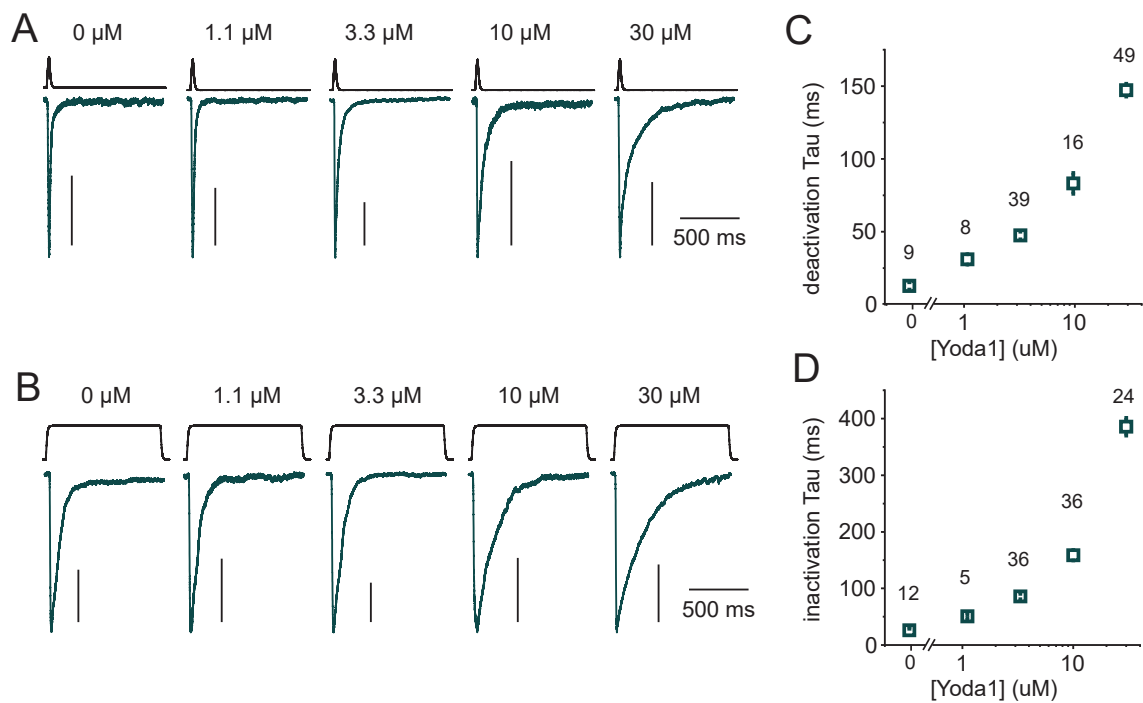 A
0 µM
1.1 µM
3.3 µM
10 µM
30 µM
500 ms
B
0 µM
1.1 µM
3.3 µM
10 µM
30 µM
500 ms
C
deactivation Tau (ms)
150
100
50
0
9
8
39
16
49
0
1
10
[Yoda1] (uM)
D
inactivation Tau (ms)
400
300
200
100
0
12
5
36
36
24
0
1
10
[Yoda1] (uM)